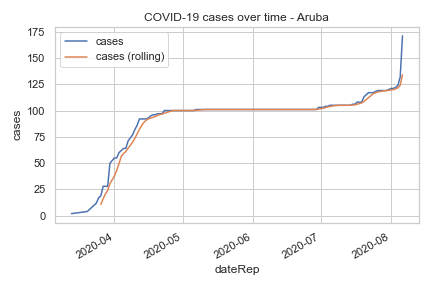 COVID-19 cases over time - Aruba
cases
cases (rolling)
175
150
125
100
75
50
25
0
cases
2020-04
2020-05
2020-06
2020-07
2020-08
dateRep